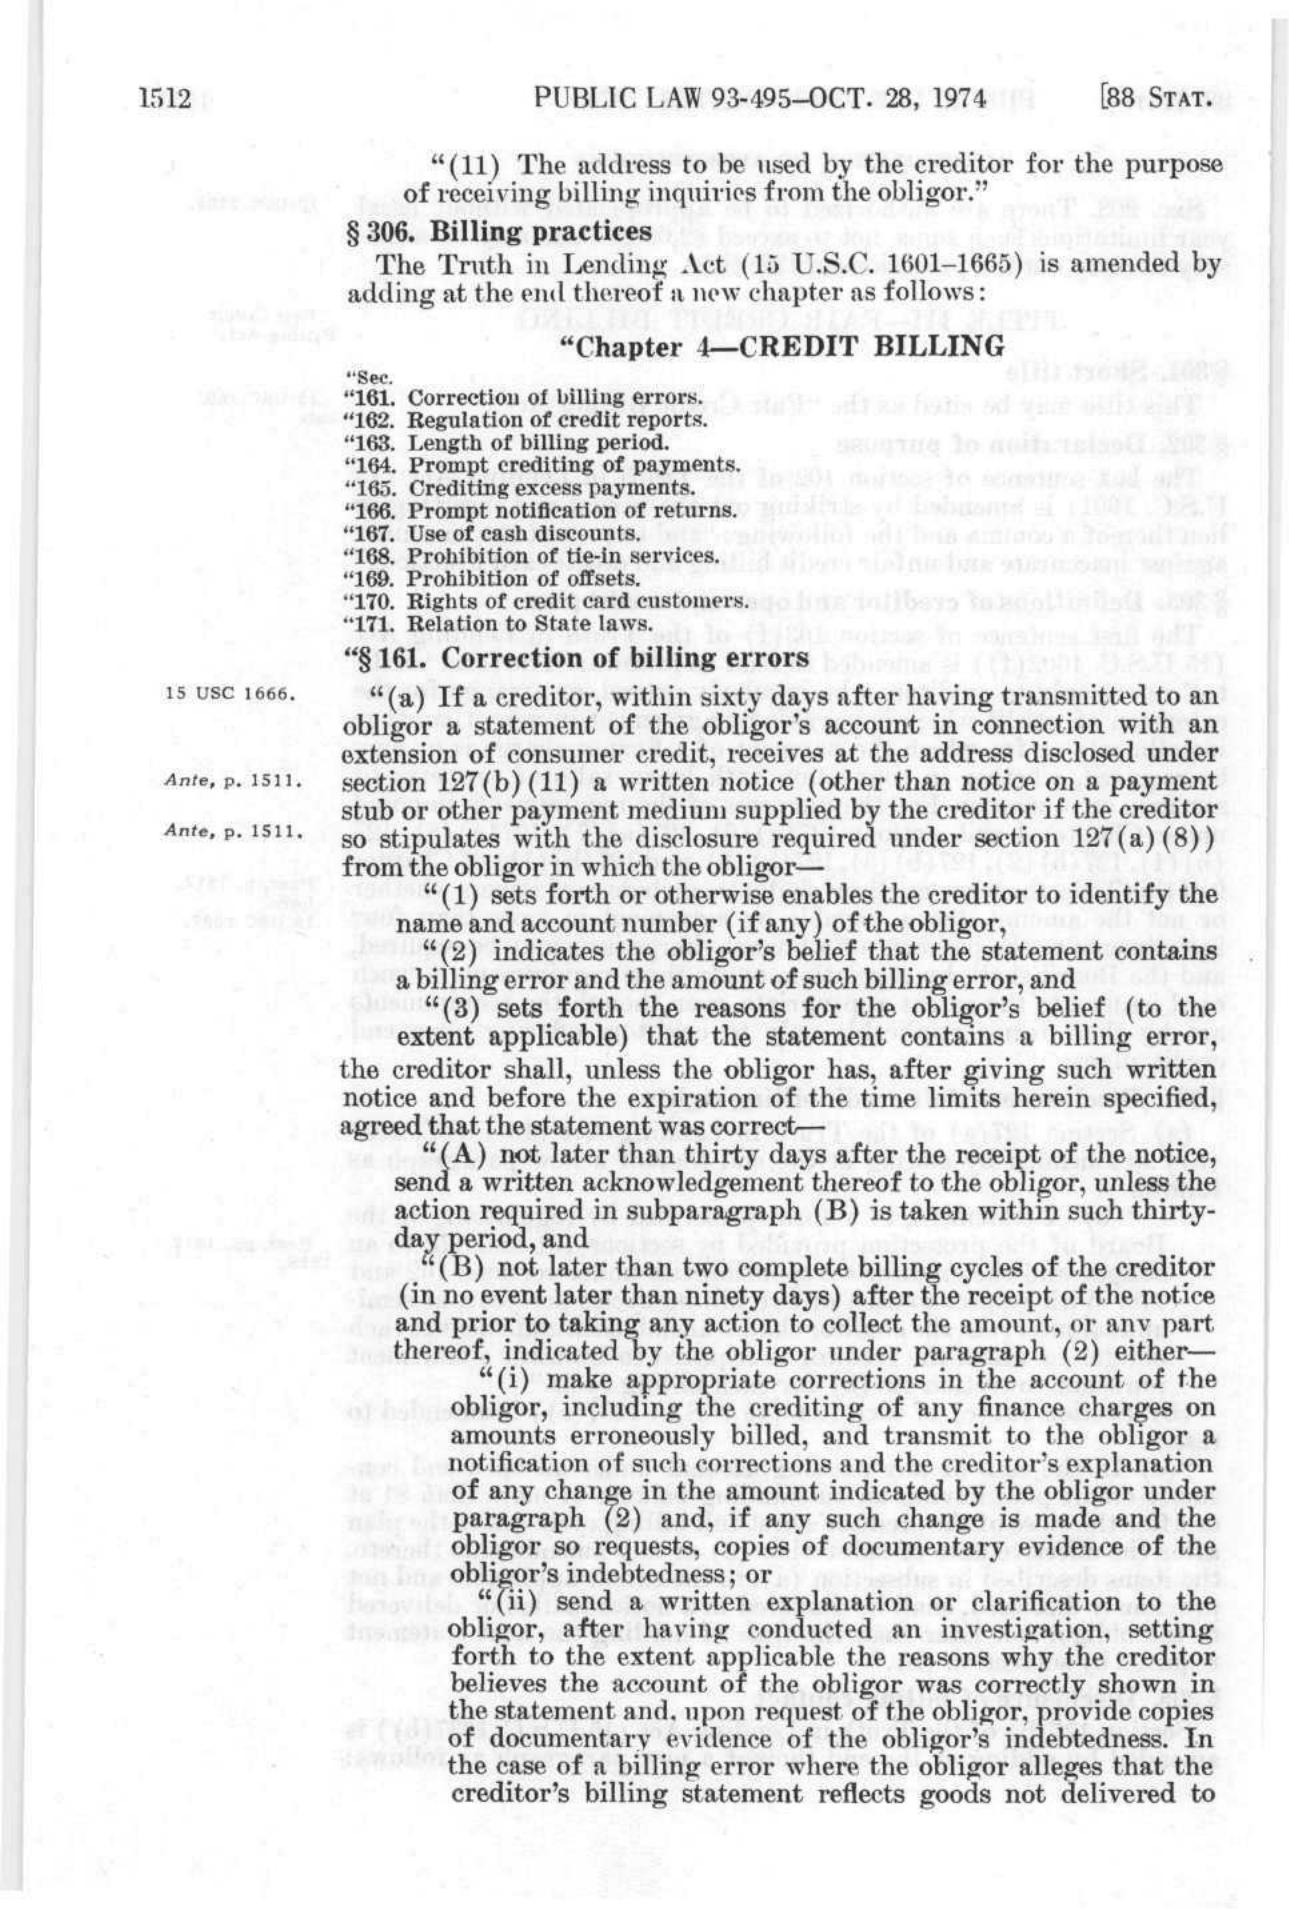 1512
PUBLIC LAW 93-495—OCT. 28, 1974
[88 STAT.
“(11) The address to be used by the creditor for the purpose
of receiving billing inquiries from the obligor.”
§ 306. Billing practices
The Truth in Lending Act (15 U.S.C. 1601–1665) is amended by
adding at the end thereof a new chapter as follows:
“Chapter 4—CREDIT BILLING
“Sec.
“161. Correction of billing errors.
“162. Regulation of credit reports.
“163. Length of billing period.
“164. Prompt crediting of payments.
“165. Crediting excess payments.
“166. Prompt notification of returns.
“167. Use of cash discounts.
“168. Prohibition of tie-in services.
“169. Prohibition of offsets.
“170. Rights of credit card customers.
“171. Relation to State laws.
“§ 161. Correction of billing errors
15 USC 1666.
“(a) If a creditor, within sixty days after having transmitted to an
obligor a statement of the obligor’s account in connection with an
extension of consumer credit, receives at the address disclosed under
Ante, p. 1511.
section 127(b)(11) a written notice (other than notice on a payment
stub or other payment medium supplied by the creditor if the creditor
Ante, p. 1511.
so stipulates with the disclosure required under section 127(a)(8))
from the obligor in which the obligor—
“(1) sets forth or otherwise enables the creditor to identify the
name and account number (if any) of the obligor,
“(2) indicates the obligor’s belief that the statement contains
a billing error and the amount of such billing error, and
“(3) sets forth the reasons for the obligor’s belief (to the
extent applicable) that the statement contains a billing error,
the creditor shall, unless the obligor has, after giving such written
notice and before the expiration of the time limits herein specified,
agreed that the statement was correct—
“(A) not later than thirty days after the receipt of the notice,
send a written acknowledgement thereof to the obligor, unless the
action required in subparagraph (B) is taken within such thirty-
day period, and
“(B) not later than two complete billing cycles of the creditor
(in no event later than ninety days) after the receipt of the notice
and prior to taking any action to collect the amount, or any part
thereof, indicated by the obligor under paragraph (2) either—
“(i) make appropriate corrections in the account of the
obligor, including the crediting of any finance charges on
amounts erroneously billed, and transmit to the obligor a
notification of such corrections and the creditor’s explanation
of any change in the amount indicated by the obligor under
paragraph (2) and, if any such change is made and the
obligor so requests, copies of documentary evidence of the
obligor’s indebtedness; or
“(ii) send a written explanation or clarification to the
obligor, after having conducted an investigation, setting
forth to the extent applicable the reasons why the creditor
believes the account of the obligor was correctly shown in
the statement and, upon request of the obligor, provide copies
of documentary evidence of the obligor’s indebtedness. In
the case of a billing error where the obligor alleges that the
creditor’s billing statement reflects goods not delivered to